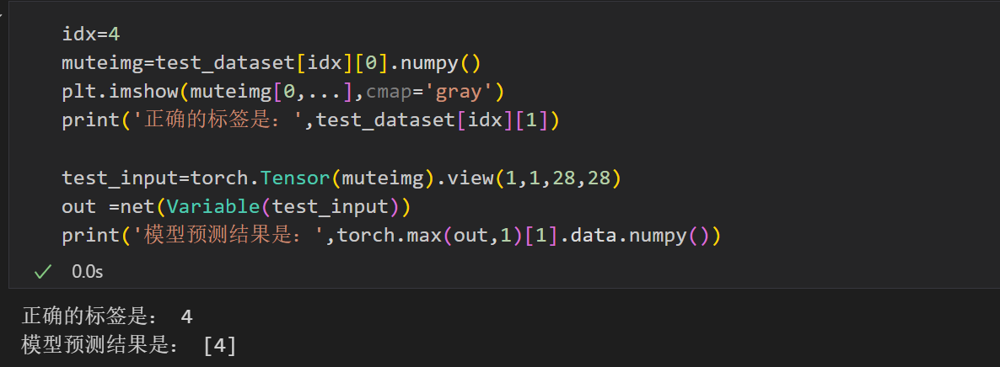 idx=4
muteimg=test_dataset[idx][0].numpy()
plt.imshow(muteimg[0,...],cmap='gray')
print('正确的标签是：',test_dataset[idx][1])
test_input=torch.Tensor(muteimg).view(1,1,28,28)
out =net(Variable(test_input))
print('模型预测结果是：',torch.max(out,1)[1].data.numpy())
0.0s
正确的标签是： 4
模型预测结果是： [4]